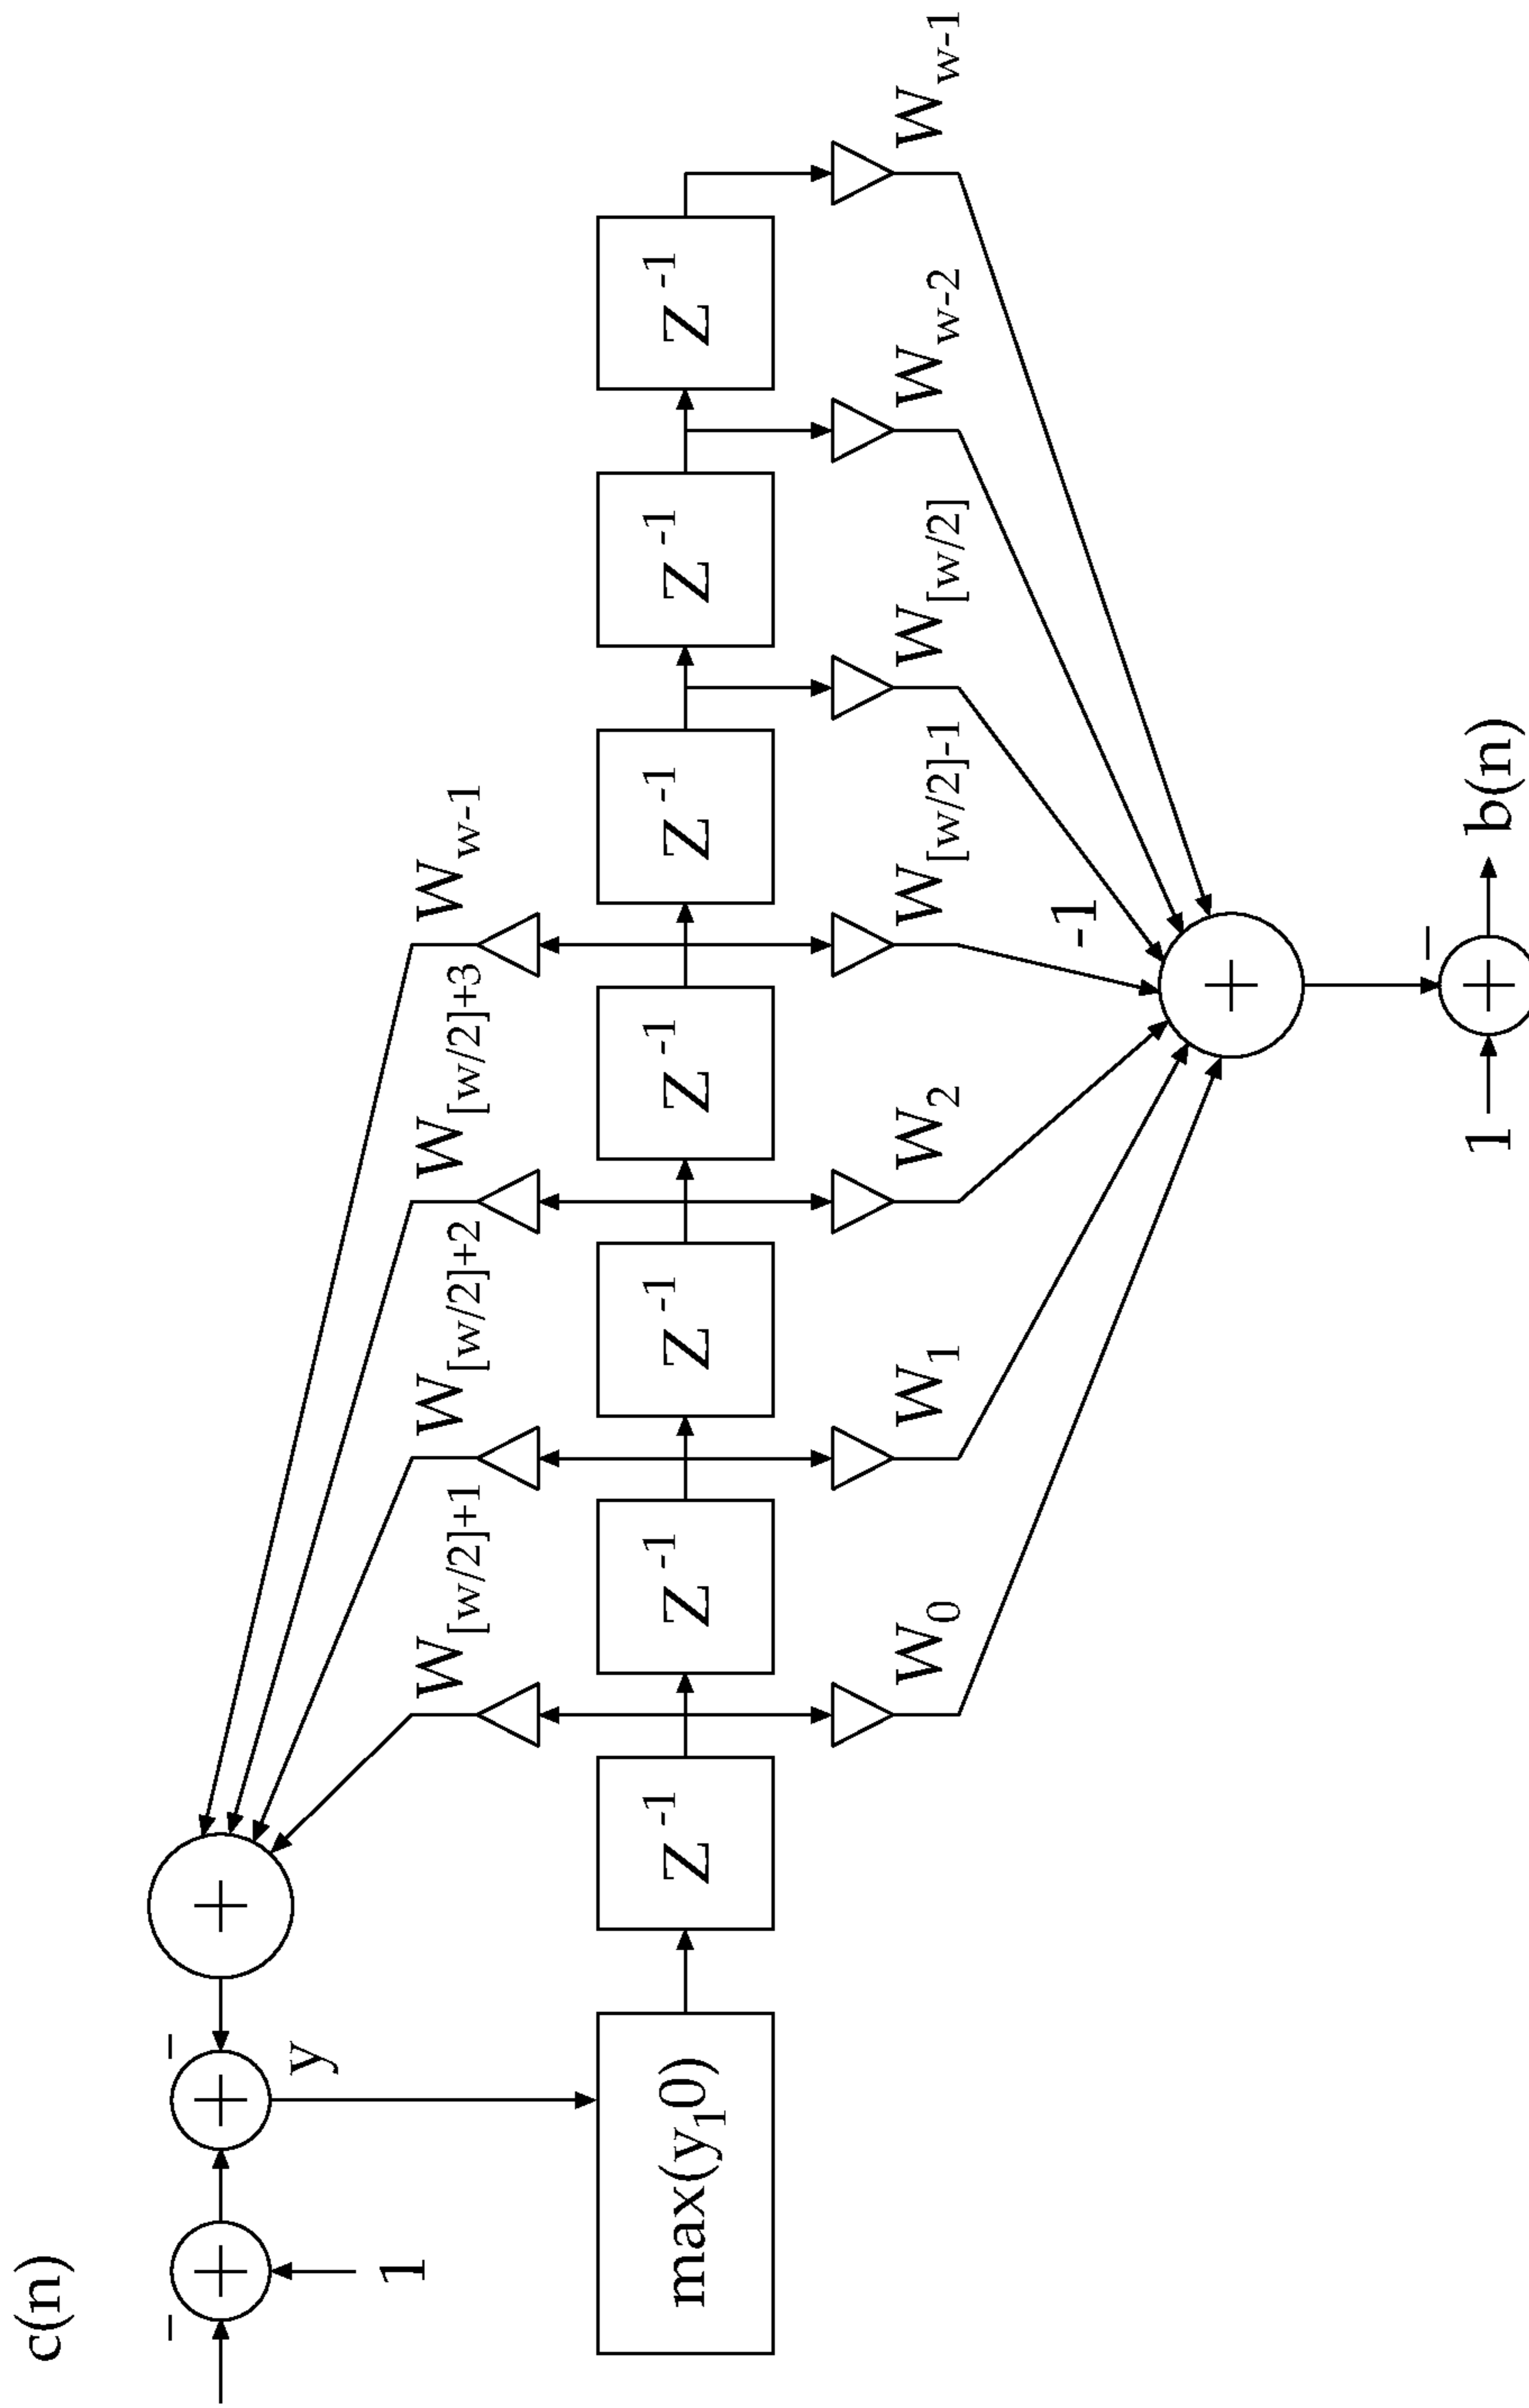 c(n)
− −
y
1
W[w/2]+1 W[w/2]+2 W[w/2]+3 Ww-1
max(y₁0) Z⁻¹ Z⁻¹ Z⁻¹ Z⁻¹ Z⁻¹ Z⁻¹ Z⁻¹
W₀ W₁ W₂ W[w/2]-1 W[w/2] Ww-2 Ww-1
-1
−
1 b(n)